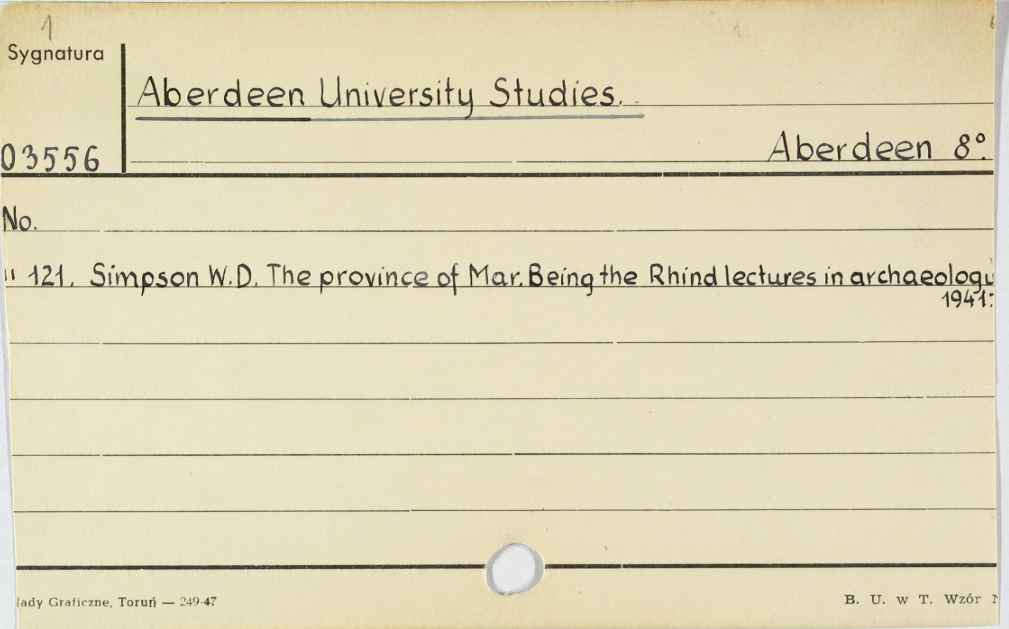 1
Sygnatura
Aberdeen University Studies.
03556
Aberdeen 8°.
No.
" 121. Simpson W.D. The province of Mar. Being the Rhind lectures in archaeology
1941.
łady Graficzne, Toruń — 249-47
B. U. w T. Wzór